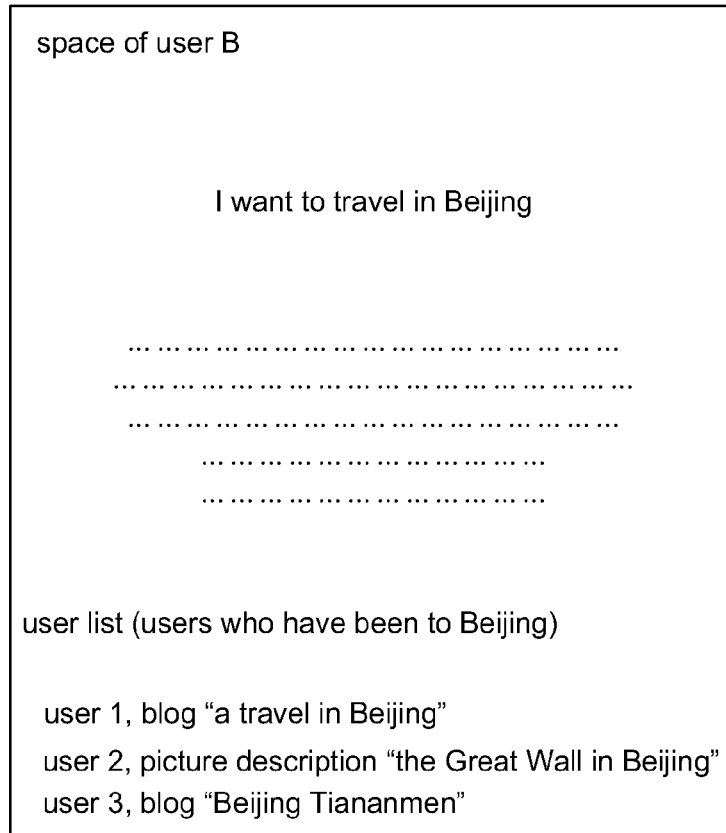 space of user B
I want to travel in Beijing
... ... ... ... ... ... ... ... ... ... ... ... ... ... ... ... ...
... ... ... ... ... ... ... ... ... ... ... ... ... ... ... ... ... ...
... ... ... ... ... ... ... ... ... ... ... ... ... ... ... ... ...
... ... ... ... ... ... ... ... ... ... ... ...
... ... ... ... ... ... ... ... ... ... ... ...
user list (users who have been to Beijing)
user 1, blog “a travel in Beijing”
user 2, picture description “the Great Wall in Beijing”
user 3, blog “Beijing Tiananmen”